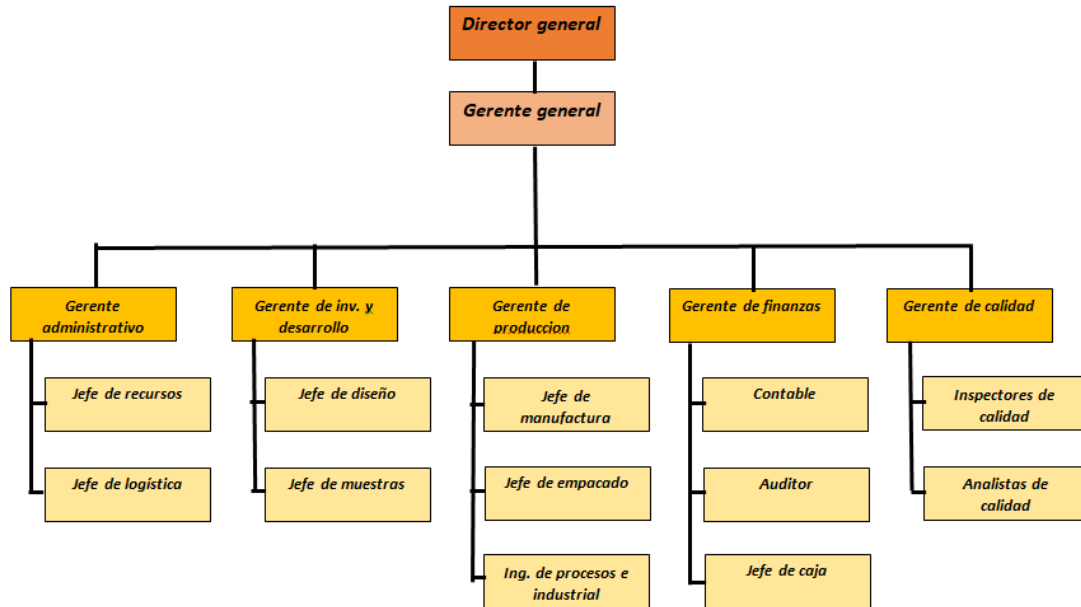 Director general
Gerente general
Gerente
administrativo
Gerente de inv. y
desarrollo
Gerente de
produccion
Gerente de finanzas
Gerente de calidad
Jefe de recursos
Jefe de diseño
Jefe de
manufactura
Contable
Inspectores de
calidad
Jefe de logística
Jefe de muestras
Jefe de empacado
Auditor
Analistas de
calidad
Ing. de procesos e
industrial
Jefe de caja